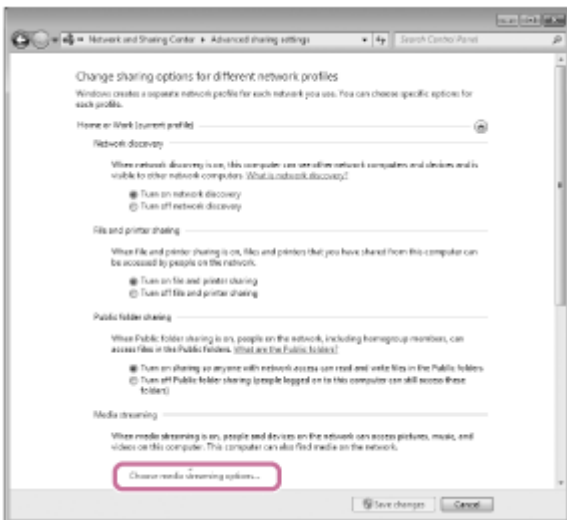 Network and Sharing Center ▸ Advanced sharing settings
Search Control Panel
Change sharing options for different network profiles
Windows creates a separate network profile for each network you use. You can choose specific options for
each profile.
Home or Work (current profile)
Network discovery
When network discovery is on, this computer can see other network computers and devices and is
visible to other network computers. What is network discovery?
Turn on network discovery
Turn off network discovery
File and printer sharing
When file and printer sharing is on, files and printers that you have shared from this computer can
be accessed by people on the network.
Turn on file and printer sharing
Turn off file and printer sharing
Public folder sharing
When Public folder sharing is on, people on the network, including homegroup members, can
access files in the Public folders. What are the Public folders?
Turn on sharing so anyone with network access can read and write files in the Public folders
Turn off Public folder sharing (people logged on to this computer can still access these
folders)
Media streaming
When media streaming is on, people and devices on the network can access pictures, music, and
videos on this computer. This computer can also find media on the network.
Choose media streaming options...
Save changes
Cancel